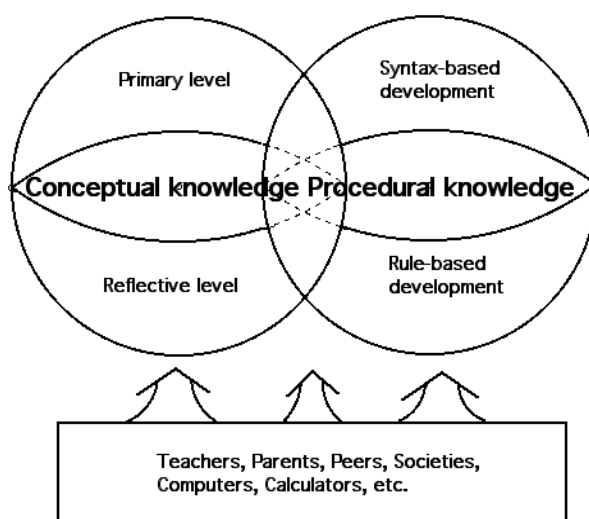 Primary level
Syntax-based
development
Conceptual knowledge Procedural knowledge
Reflective level
Rule-based
development
Teachers, Parents, Peers, Societies,
Computers, Calculators, etc.